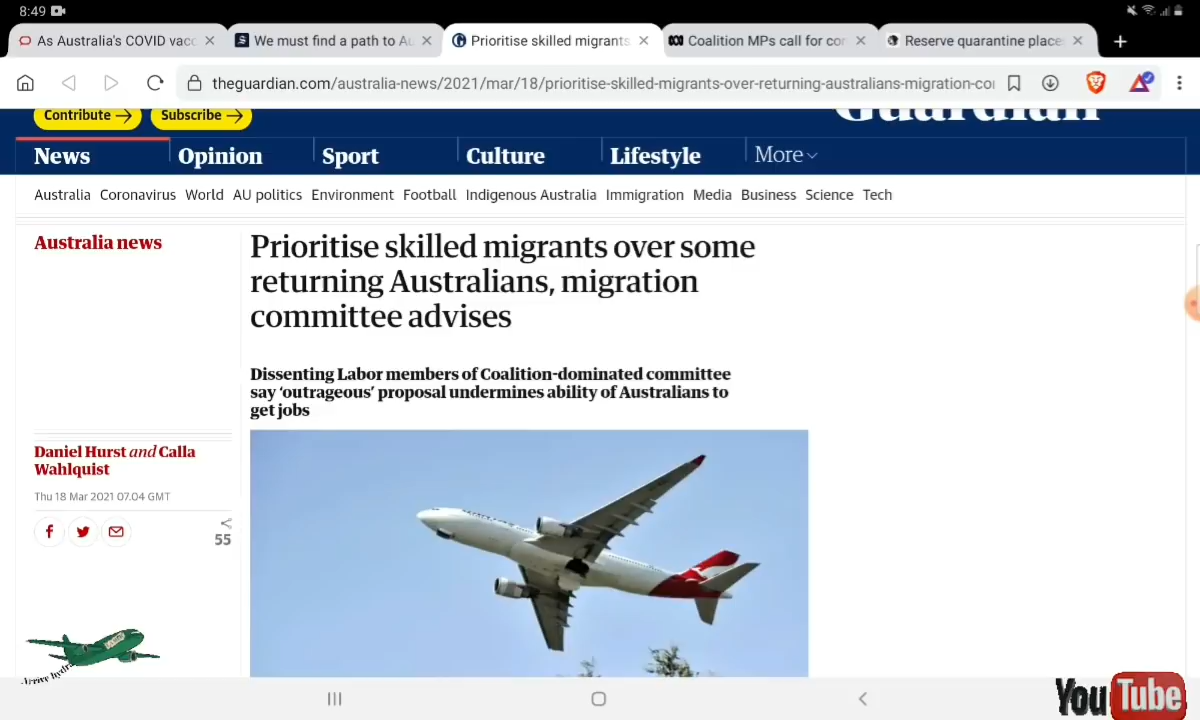 8:49
As Australia's COVID vacc
We must find a path to Au
Prioritise skilled migrants
Coalition MPs call for cor
Reserve quarantine place
theguardian.com/australia-news/2021/mar/18/prioritise-skilled-migrants-over-returning-australians-migration-coi
Contribute →
Subscribe →
Guardian
News
Opinion
Sport
Culture
Lifestyle
More
Australia Coronavirus World AU politics Environment Football Indigenous Australia Immigration Media Business Science Tech
Australia news
Prioritise skilled migrants over some
returning Australians, migration
committee advises
Dissenting Labor members of Coalition-dominated committee
say ‘outrageous’ proposal undermines ability of Australians to
get jobs
Daniel Hurst and Calla
Wahlquist
Thu 18 Mar 2021 07.04 GMT
55
YouTube